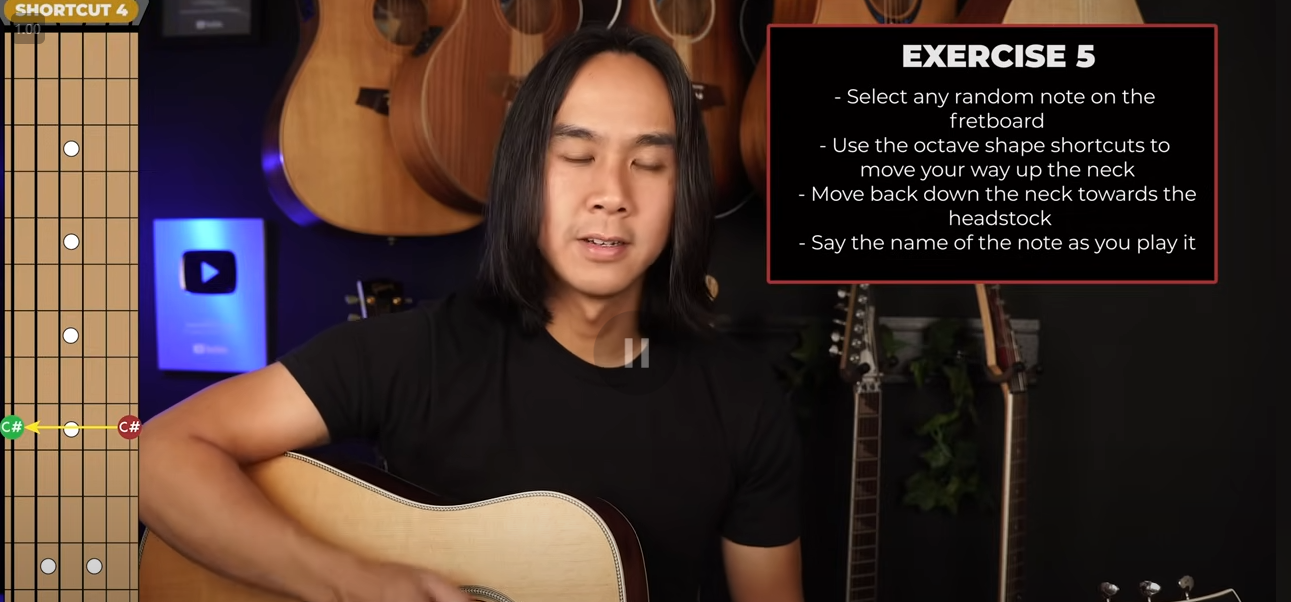 SHORTCUT 4
1.00
EXERCISE 5
- Select any random note on the
fretboard
- Use the octave shape shortcuts to
move your way up the neck
- Move back down the neck towards the
headstock
- Say the name of the note as you play it
C#
C#